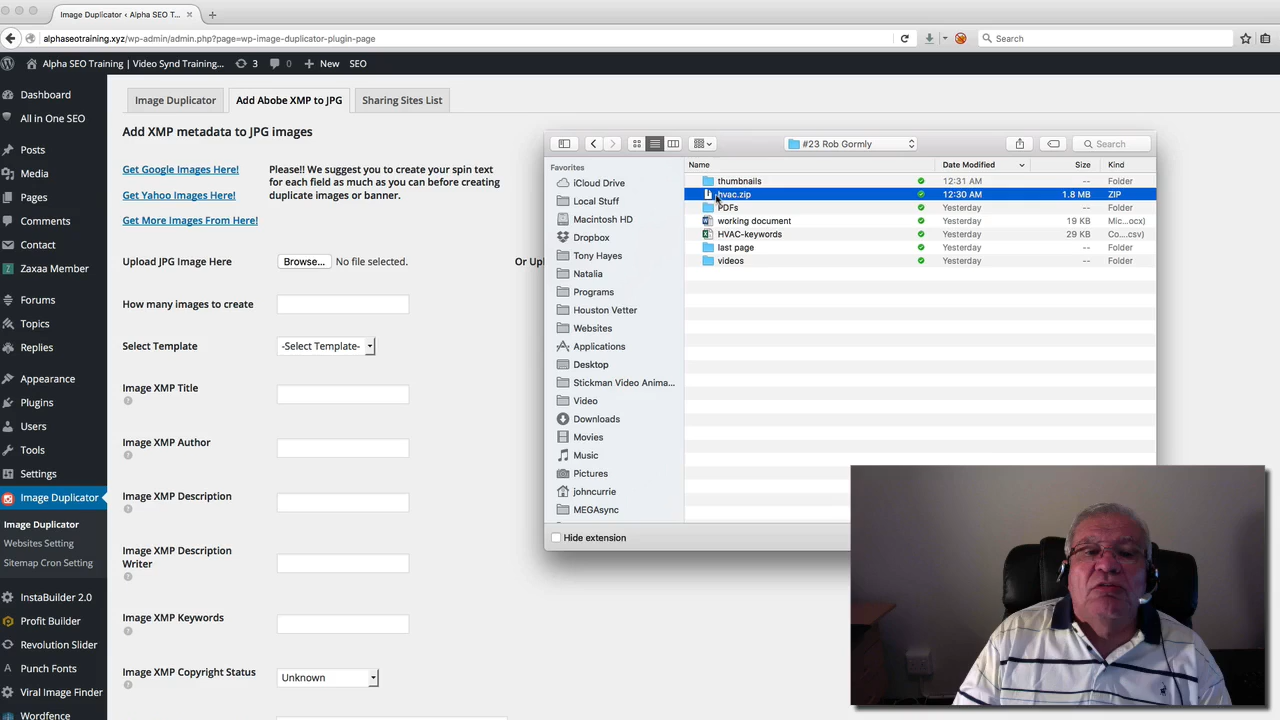 Image Duplicator ‹ Alpha SEO T...
alphaseotraining.xyz/wp-admin/admin.php?page=wp-image-duplicator-plugin-page
Search
Alpha SEO Training | Video Synd Training...
3
New
SEO
Dashboard
All in One SEO
Posts
Media
Pages
Comments
Contact
Zaxaa Member
Forums
Topics
Replies
Appearance
Plugins
Users
Tools
Settings
Image Duplicator
Image Duplicator
Websites Setting
Sitemap Cron Setting
InstaBuilder 2.0
Profit Builder
Revolution Slider
Punch Fonts
Viral Image Finder
Wordfence
Image Duplicator
Add Abobe XMP to JPG
Sharing Sites List
Add XMP metadata to JPG images
Get Google Images Here!
Get Yahoo Images Here!
Get More Images From Here!
Please!! We suggest you to create your spin text
for each field as much as you can before creating
duplicate images or banner.
Upload JPG Image Here
Browse...
No file selected.
Or Upl
How many images to create
Select Template
-Select Template-
Image XMP Title
Image XMP Author
Image XMP Description
Image XMP Description
Writer
Image XMP Keywords
Image XMP Copyright Status
Unknown
#23 Rob Gormly
Search
Favorites
iCloud Drive
Local Stuff
Macintosh HD
Dropbox
Tony Hayes
Natalia
Programs
Houston Vetter
Websites
Applications
Desktop
Stickman Video Anima...
Video
Downloads
Movies
Music
Pictures
johncurrie
MEGAsync
Name Date Modified Size Kind
thumbnails 12:31 AM -- Folder
hvac.zip 12:30 AM 1.8 MB ZIP
PDFs Yesterday -- Folder
working document Yesterday 19 KB Mic...ocx)
HVAC-keywords Yesterday 29 KB Co....csv)
last page Yesterday -- Folder
videos Yesterday -- Folder
Hide extension